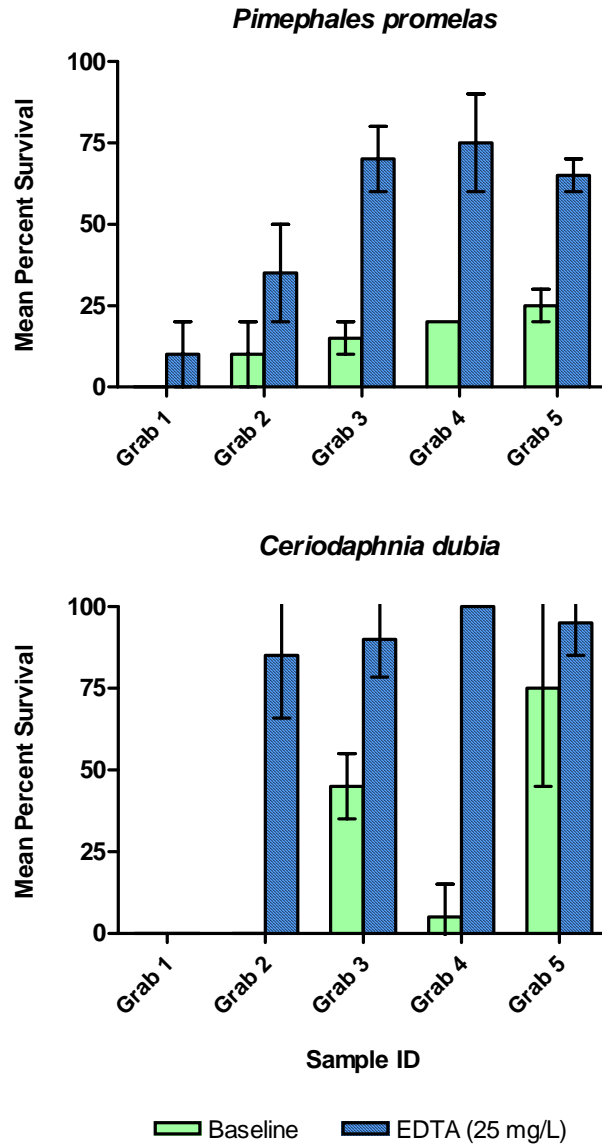 Pimephales promelas
100
75
50
25
0
Mean Percent Survival
Grab 1
Grab 2
Grab 3
Grab 4
Grab 5
Ceriodaphnia dubia
100
75
50
25
0
Mean Percent Survival
Grab 1
Grab 2
Grab 3
Grab 4
Grab 5
Sample ID
Baseline
EDTA (25 mg/L)